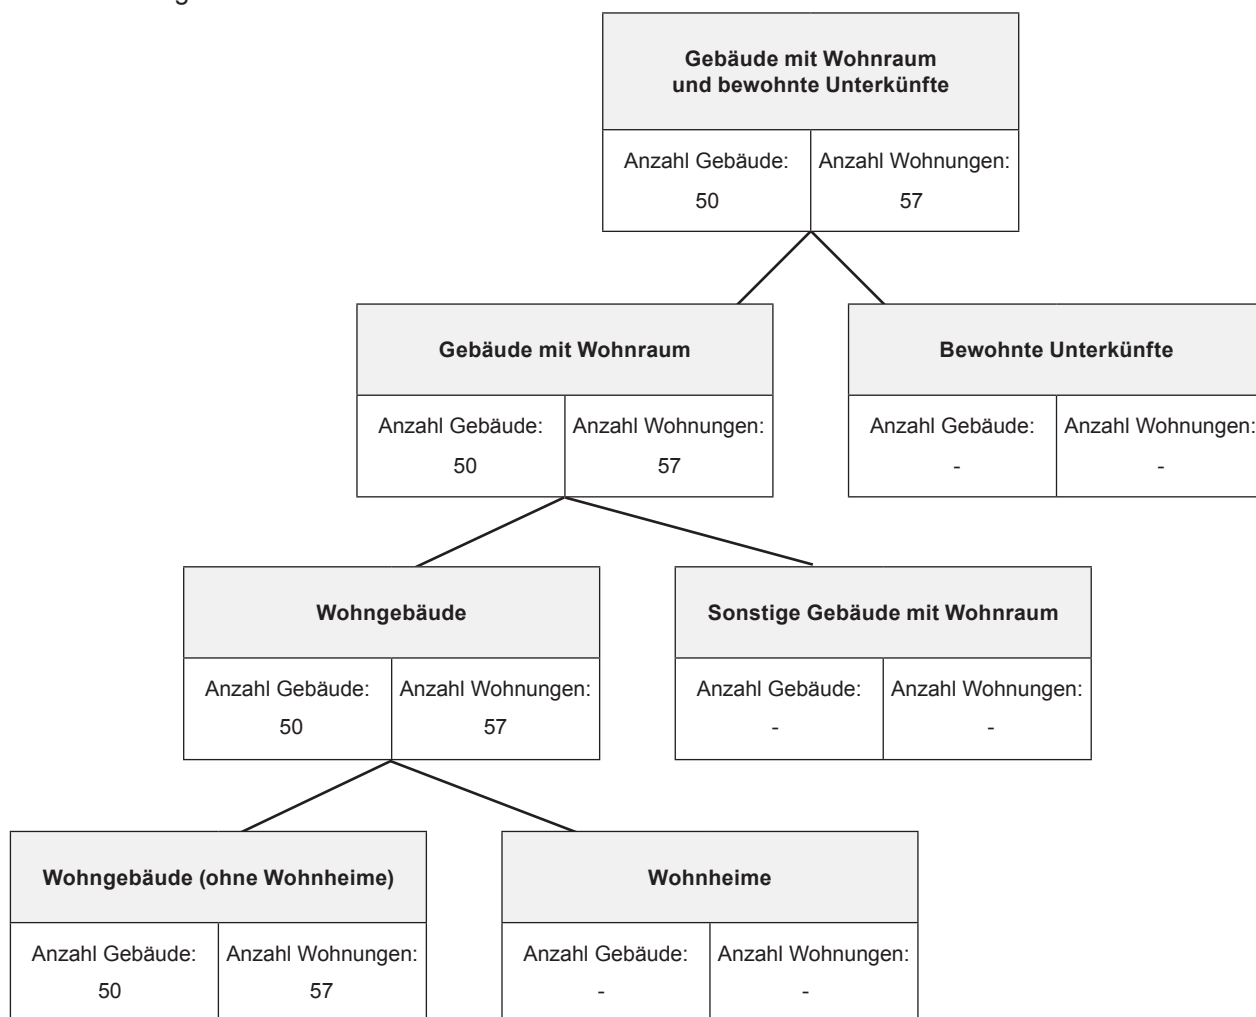 Gebäude mit Wohnraum
und bewohnte Unterkünfte
Anzahl Gebäude: Anzahl Wohnungen:
50 57
Gebäude mit Wohnraum
Bewohnte Unterkünfte
Anzahl Gebäude: Anzahl Wohnungen:
50 57
Anzahl Gebäude: Anzahl Wohnungen:
- -
Wohngebäude
Sonstige Gebäude mit Wohnraum
Anzahl Gebäude: Anzahl Wohnungen:
50 57
Anzahl Gebäude: Anzahl Wohnungen:
- -
Wohngebäude (ohne Wohnheime)
Wohnheime
Anzahl Gebäude: Anzahl Wohnungen:
50 57
Anzahl Gebäude: Anzahl Wohnungen:
- -